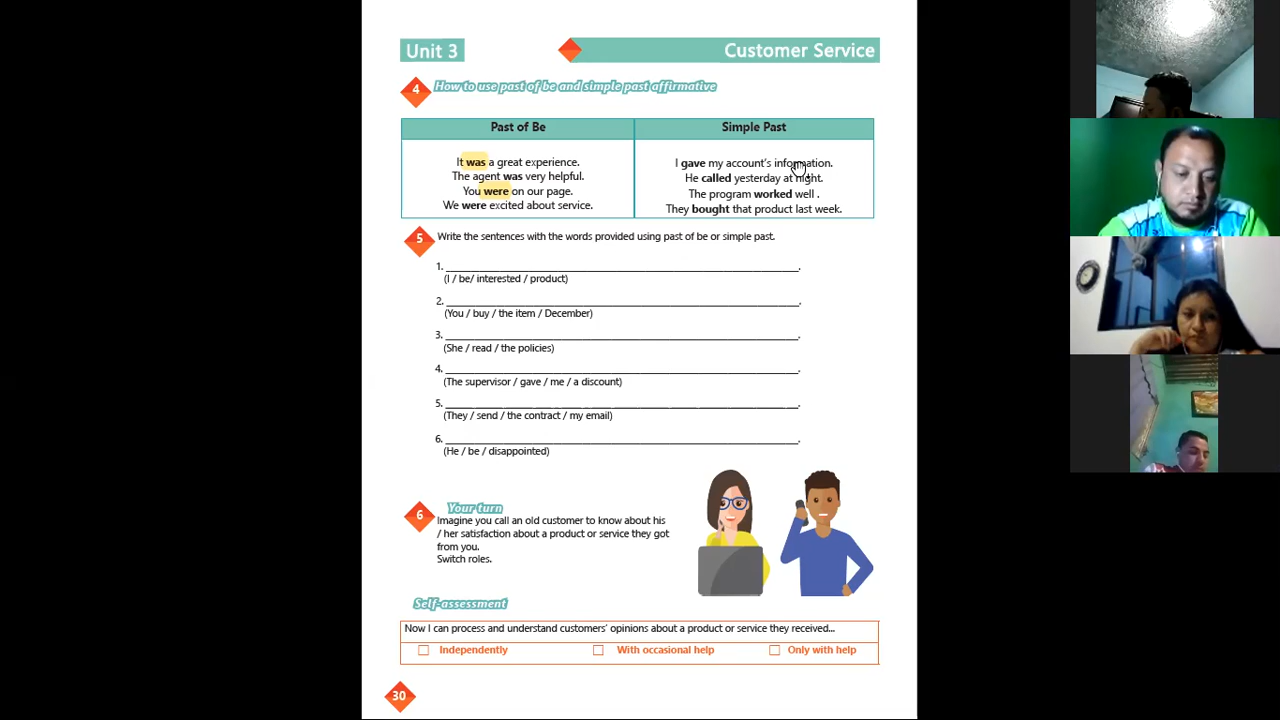 Unit 3
Customer Service
4 How to use past of be and simple past affirmative
Past of Be
It was a great experience.
The agent was very helpful.
You were on our page.
We were excited about service.
Simple Past
I gave my account's information.
He called yesterday at night.
The program worked well .
They bought that product last week.
5 Write the sentences with the words provided using past of be or simple past.
1. ______________________________.
(I / be/ interested / product)
2. ______________________________.
(You / buy / the item / December)
3. ______________________________.
(She / read / the policies)
4. ______________________________.
(The supervisor / gave / me / a discount)
5. ______________________________.
(They / send / the contract / my email)
6. ______________________________.
(He / be / disappointed)
6 Your turn
Imagine you call an old customer to know about his
/ her satisfaction about a product or service they got
from you.
Switch roles.
Self-assessment
Now I can process and understand customers' opinions about a product or service they received...
Independently
With occasional help
Only with help
30